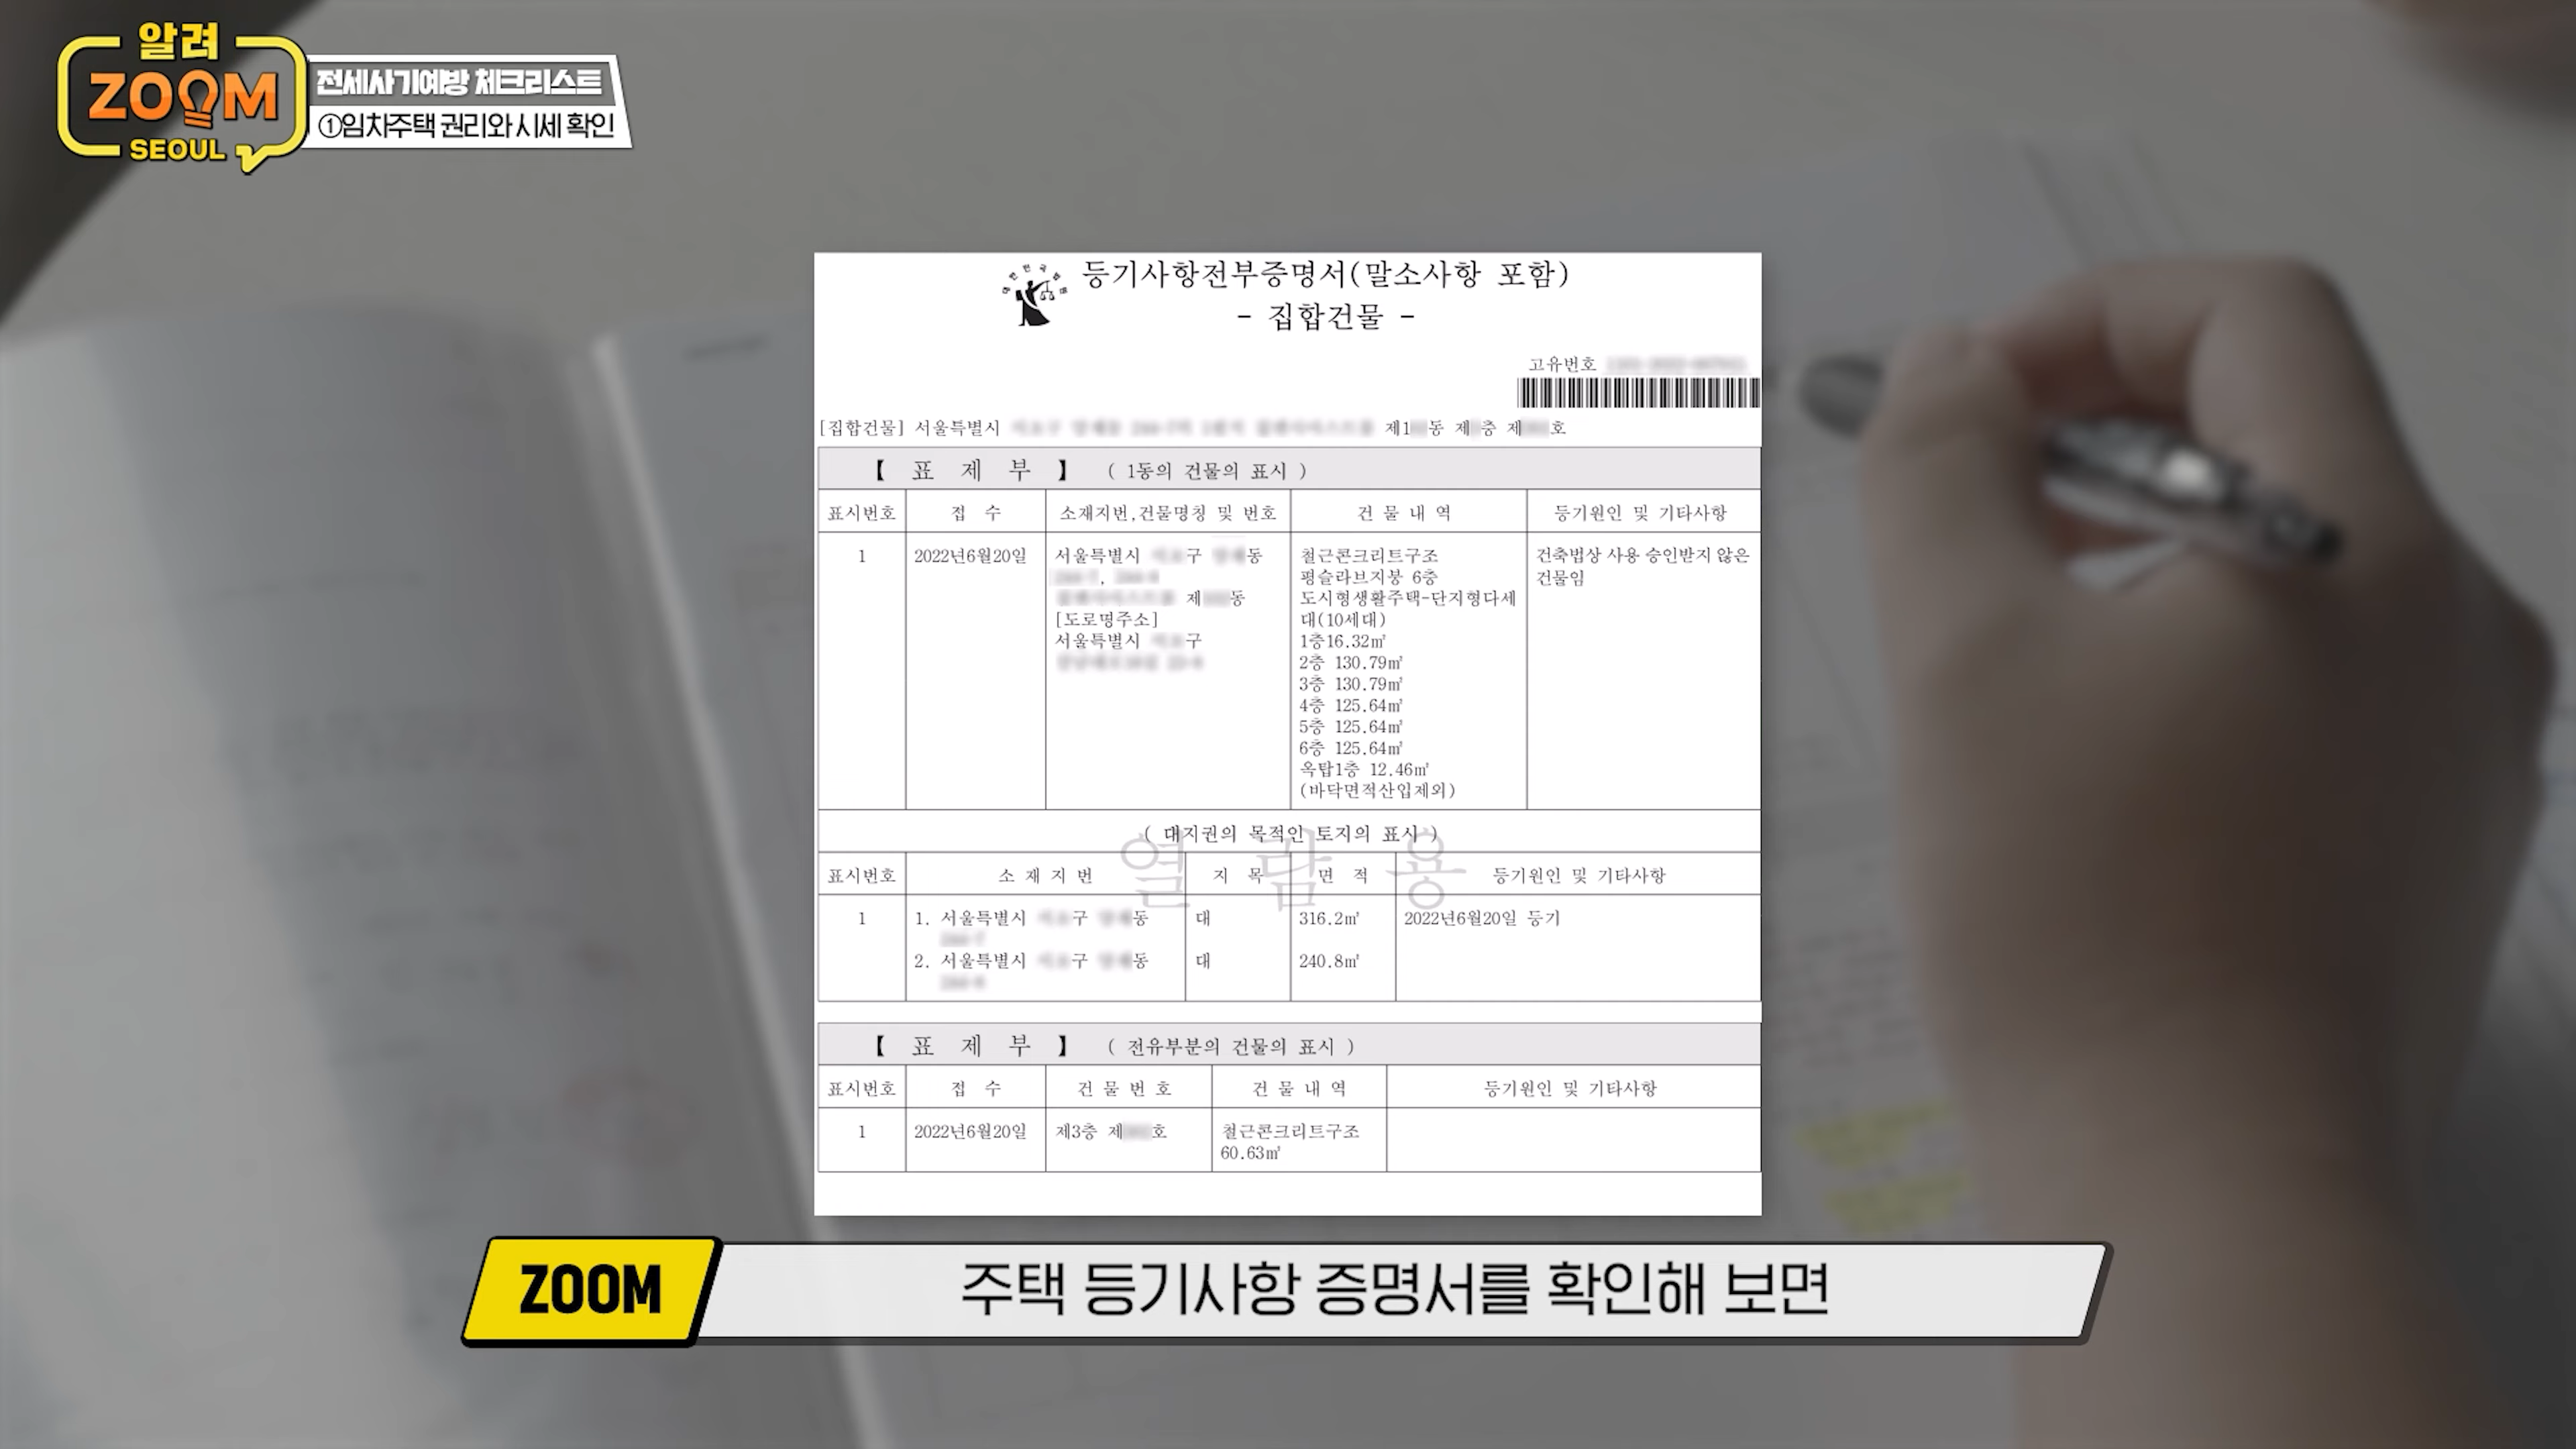 알려
ZOOM
SEOUL
전세사기예방 체크리스트
①임차주택 권리와 시세 확인
등기사항전부증명서(말소사항 포함)
- 집합건물 -
고유번호
[집합건물] 서울특별시 제1 동 제 층 제 호
【 표 제 부 】 ( 1동의 건물의 표시 )
표시번호 접 수 소재지번,건물명칭 및 번호 건 물 내 역 등기원인 및 기타사항
1 2022년6월20일 서울특별시 구 동 철근콘크리트구조 건축법상 사용 승인받지 않은
평슬라브지붕 6층 건물임
제 동 도시형생활주택-단지형다세
[도로명주소] 대(10세대)
서울특별시 구 1층16.32㎡
2층 130.79㎡
3층 130.79㎡
4층 125.64㎡
5층 125.64㎡
6층 125.64㎡
옥탑1층 12.46㎡
(바닥면적산입제외)
( 대지권의 목적인 토지의 표시 )
열 람 용
표시번호 소 재 지 번 지 목 면 적 등기원인 및 기타사항
1 1. 서울특별시 구 동 대 316.2㎡ 2022년6월20일 등기
2. 서울특별시 구 동 대 240.8㎡
【 표 제 부 】 ( 전유부분의 건물의 표시 )
표시번호 접 수 건 물 번 호 건 물 내 역 등기원인 및 기타사항
1 2022년6월20일 제3층 제 호 철근콘크리트구조
60.63㎡
ZOOM 주택 등기사항 증명서를 확인해 보면